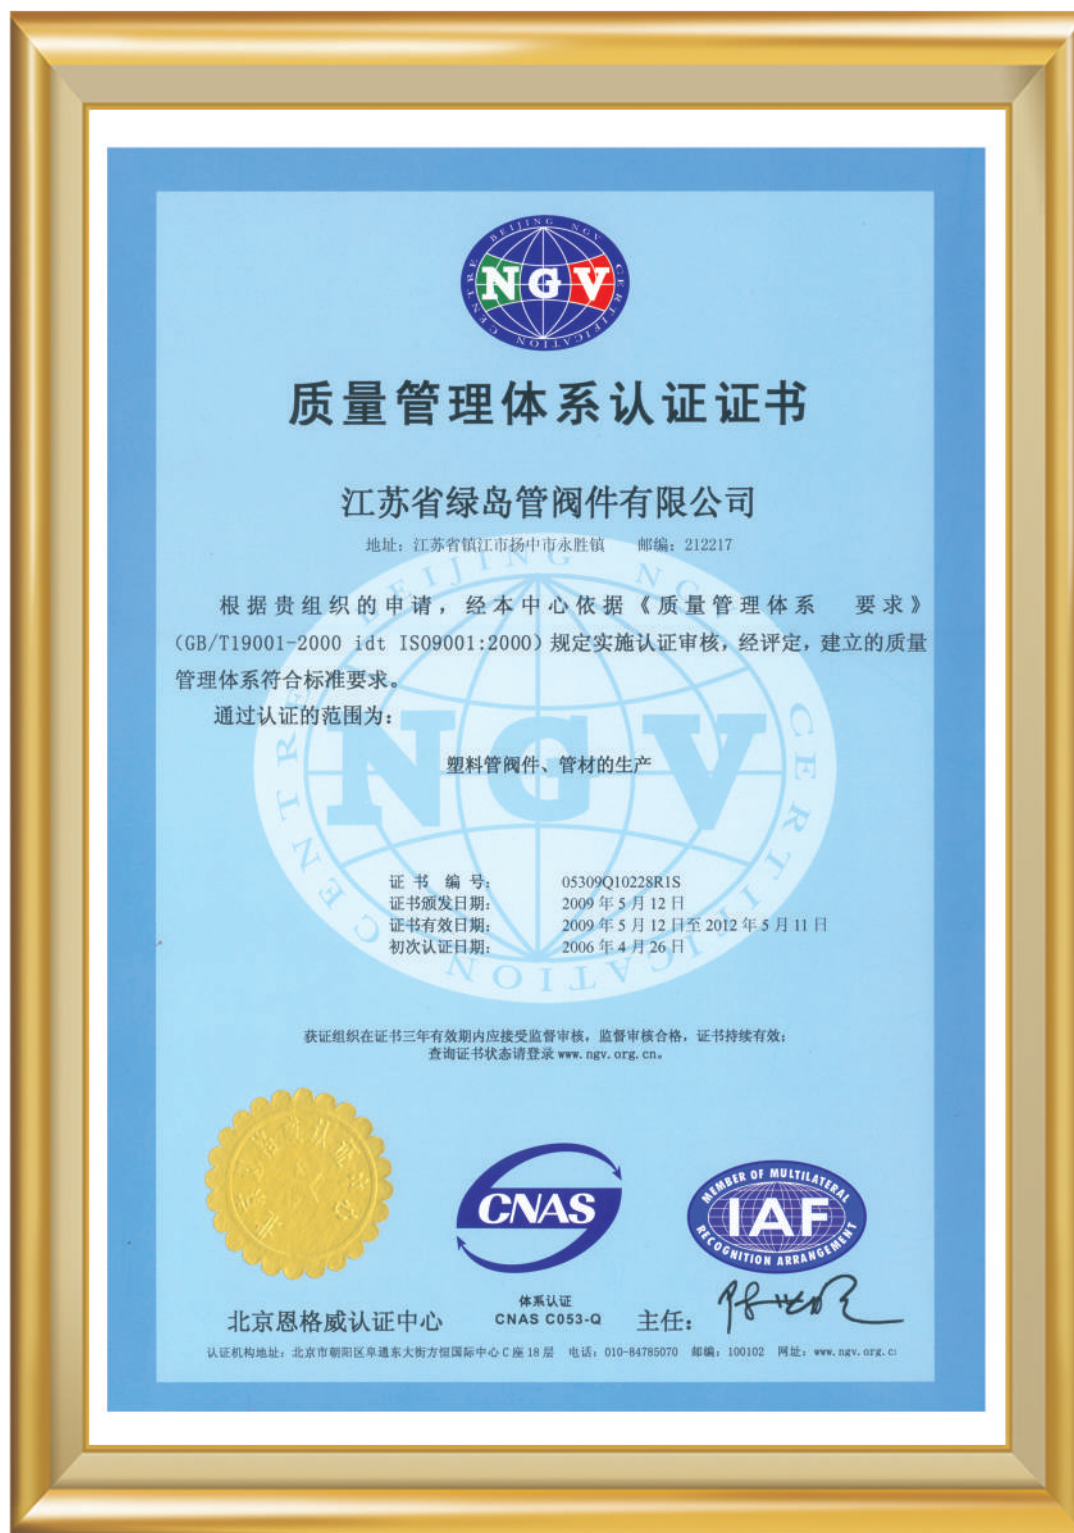 BEIJING NGV CERTIFICATION CENTRE
NGV
质量管理体系认证证书
江苏省绿岛管阀件有限公司
地址：江苏省镇江市扬中市永胜镇 邮编：212217
根据贵组织的申请，经本中心依据《质量管理体系 要求》
（GB/T19001-2000 idt ISO9001:2000）规定实施认证审核，经评定，建立的质量
管理体系符合标准要求。
通过认证的范围为：
BEIJING NGV CERTIFICATION CENTRE
NGV
塑料管阀件、管材的生产
证书编号： 05309Q10228R1S
证书颁发日期： 2009年5月12日
证书有效日期： 2009年5月12日至2012年5月11日
初次认证日期： 2006年4月26日
获证组织在证书三年有效期内应接受监督审核，监督审核合格，证书持续有效；
查询证书状态请登录www.ngv.org.cn。
CNAS
MEMBER OF MULTILATERAL
IAF
RECOGNITION ARRANGEMENT
体系认证
CNAS C053-Q
北京恩格威认证中心
主任：
认证机构地址：北京市朝阳区阜通东大街方恒国际中心C座18层 电话：010-84785070 邮编：100102 网址：www.ngv.org.c